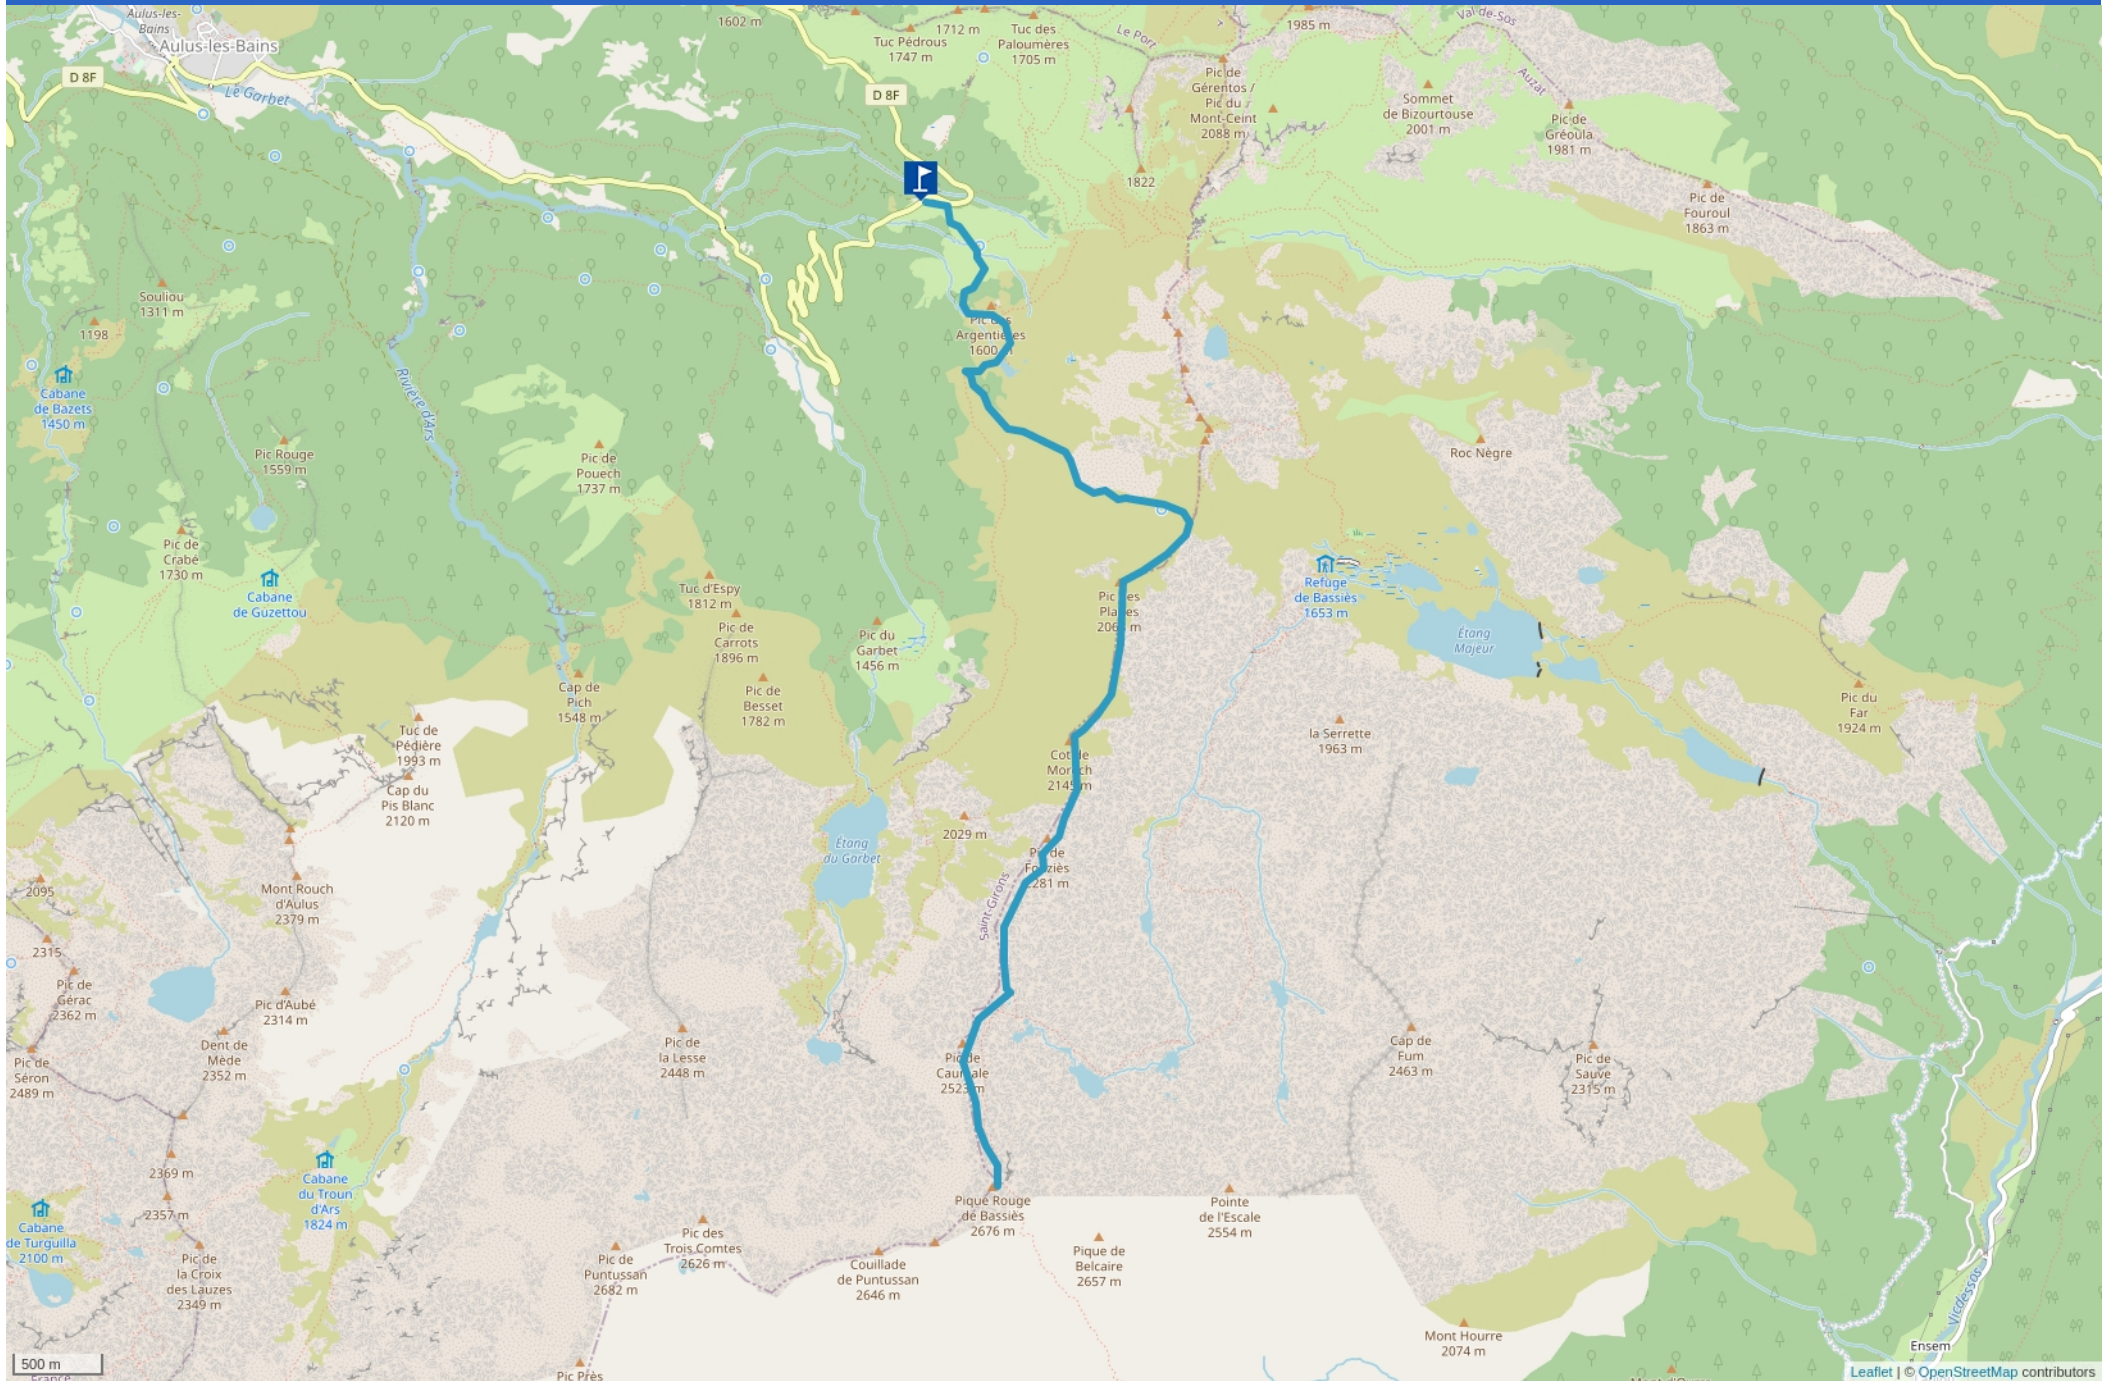 Aulus-les-
Bains
Aulus-les-Bains
D 8F
Le Garbet
1602 m
Tuc Pédrous
1747 m
1712 m
Tuc des
Paloumères
1705 m
Le Port
1985 m
Val-de-Sos
Auzat
D 8F
Pic de
Gérentos /
Pic du
Mont-Ceint
2088 m
Sommet
de Bizourtouse
2001 m
Pic de
Gréoula
1981 m
1822
Pic de
Fouroul
1863 m
Souliou
1311 m
1198
Argentières
Cabane
de Bazets
1450 m
Rivière d'Ars
Pic Rouge
1559 m
Pic de
Pouech
1737 m
Roc Nègre
Pic de
Crabé
1730 m
Cabane
de Guzettou
Tuc d'Espy
1812 m
Pic de
Carrots
1896 m
Pic du
Garbet
1456 m
Refuge
de Bassiès
1653 m
Étang
Majeur
Cap de
Pich
1548 m
Pic de
Besset
1782 m
Pic du
Far
1924 m
Tuc de
Pédière
1993 m
la Serrette
1963 m
Cap du
Pis Blanc
2120 m
2029 m
Étang
du Garbet
Saint-Girons
2095
Mont Rouch
d'Aulus
2379 m
2315
Pic de
Gérac
2362 m
Pic d'Aubé
2314 m
Dent de
Mède
2352 m
Pic de
Séron
2489 m
Pic de
la Lesse
2448 m
Cap de
Fum
2463 m
Pic de
Sauve
2315 m
2369 m
Cabane
du Troun
d'Ars
1824 m
2357 m
Cabane
de Turguilla
2100 m
Pic de
la Croix
des Lauzes
2349 m
Pic de
Puntussan
2682 m
Pic des
Trois Comtes
2626 m
Couillade
de Puntussan
2646 m
Pique Rouge
de Bassiès
2676 m
Pique de
Belcaire
2657 m
Pointe
de l'Escale
2554 m
Mont Hourre
2074 m
Vicdessos
Ensem
Pic Près
500 m
France
Leaflet | © OpenStreetMap contributors